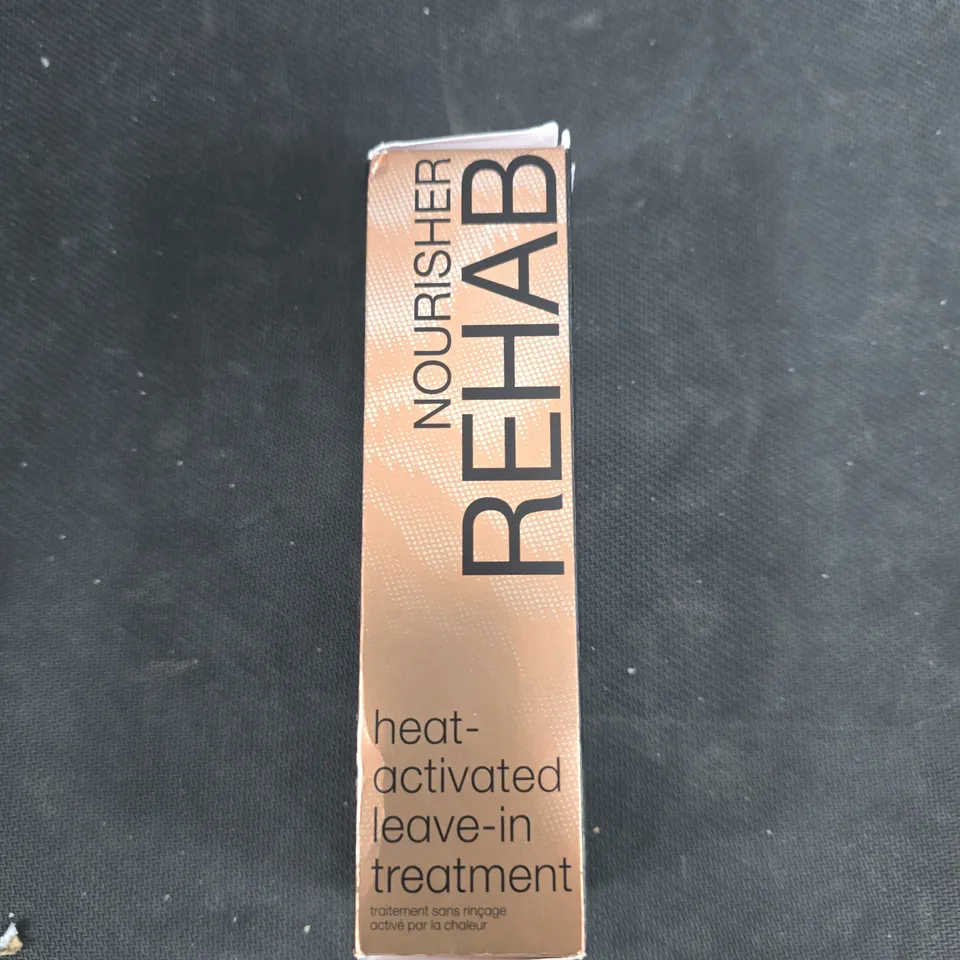 NOURISHER
REHAB
heat-
activated
leave-in
treatment
traitement sans rinçage
activé par la chaleur